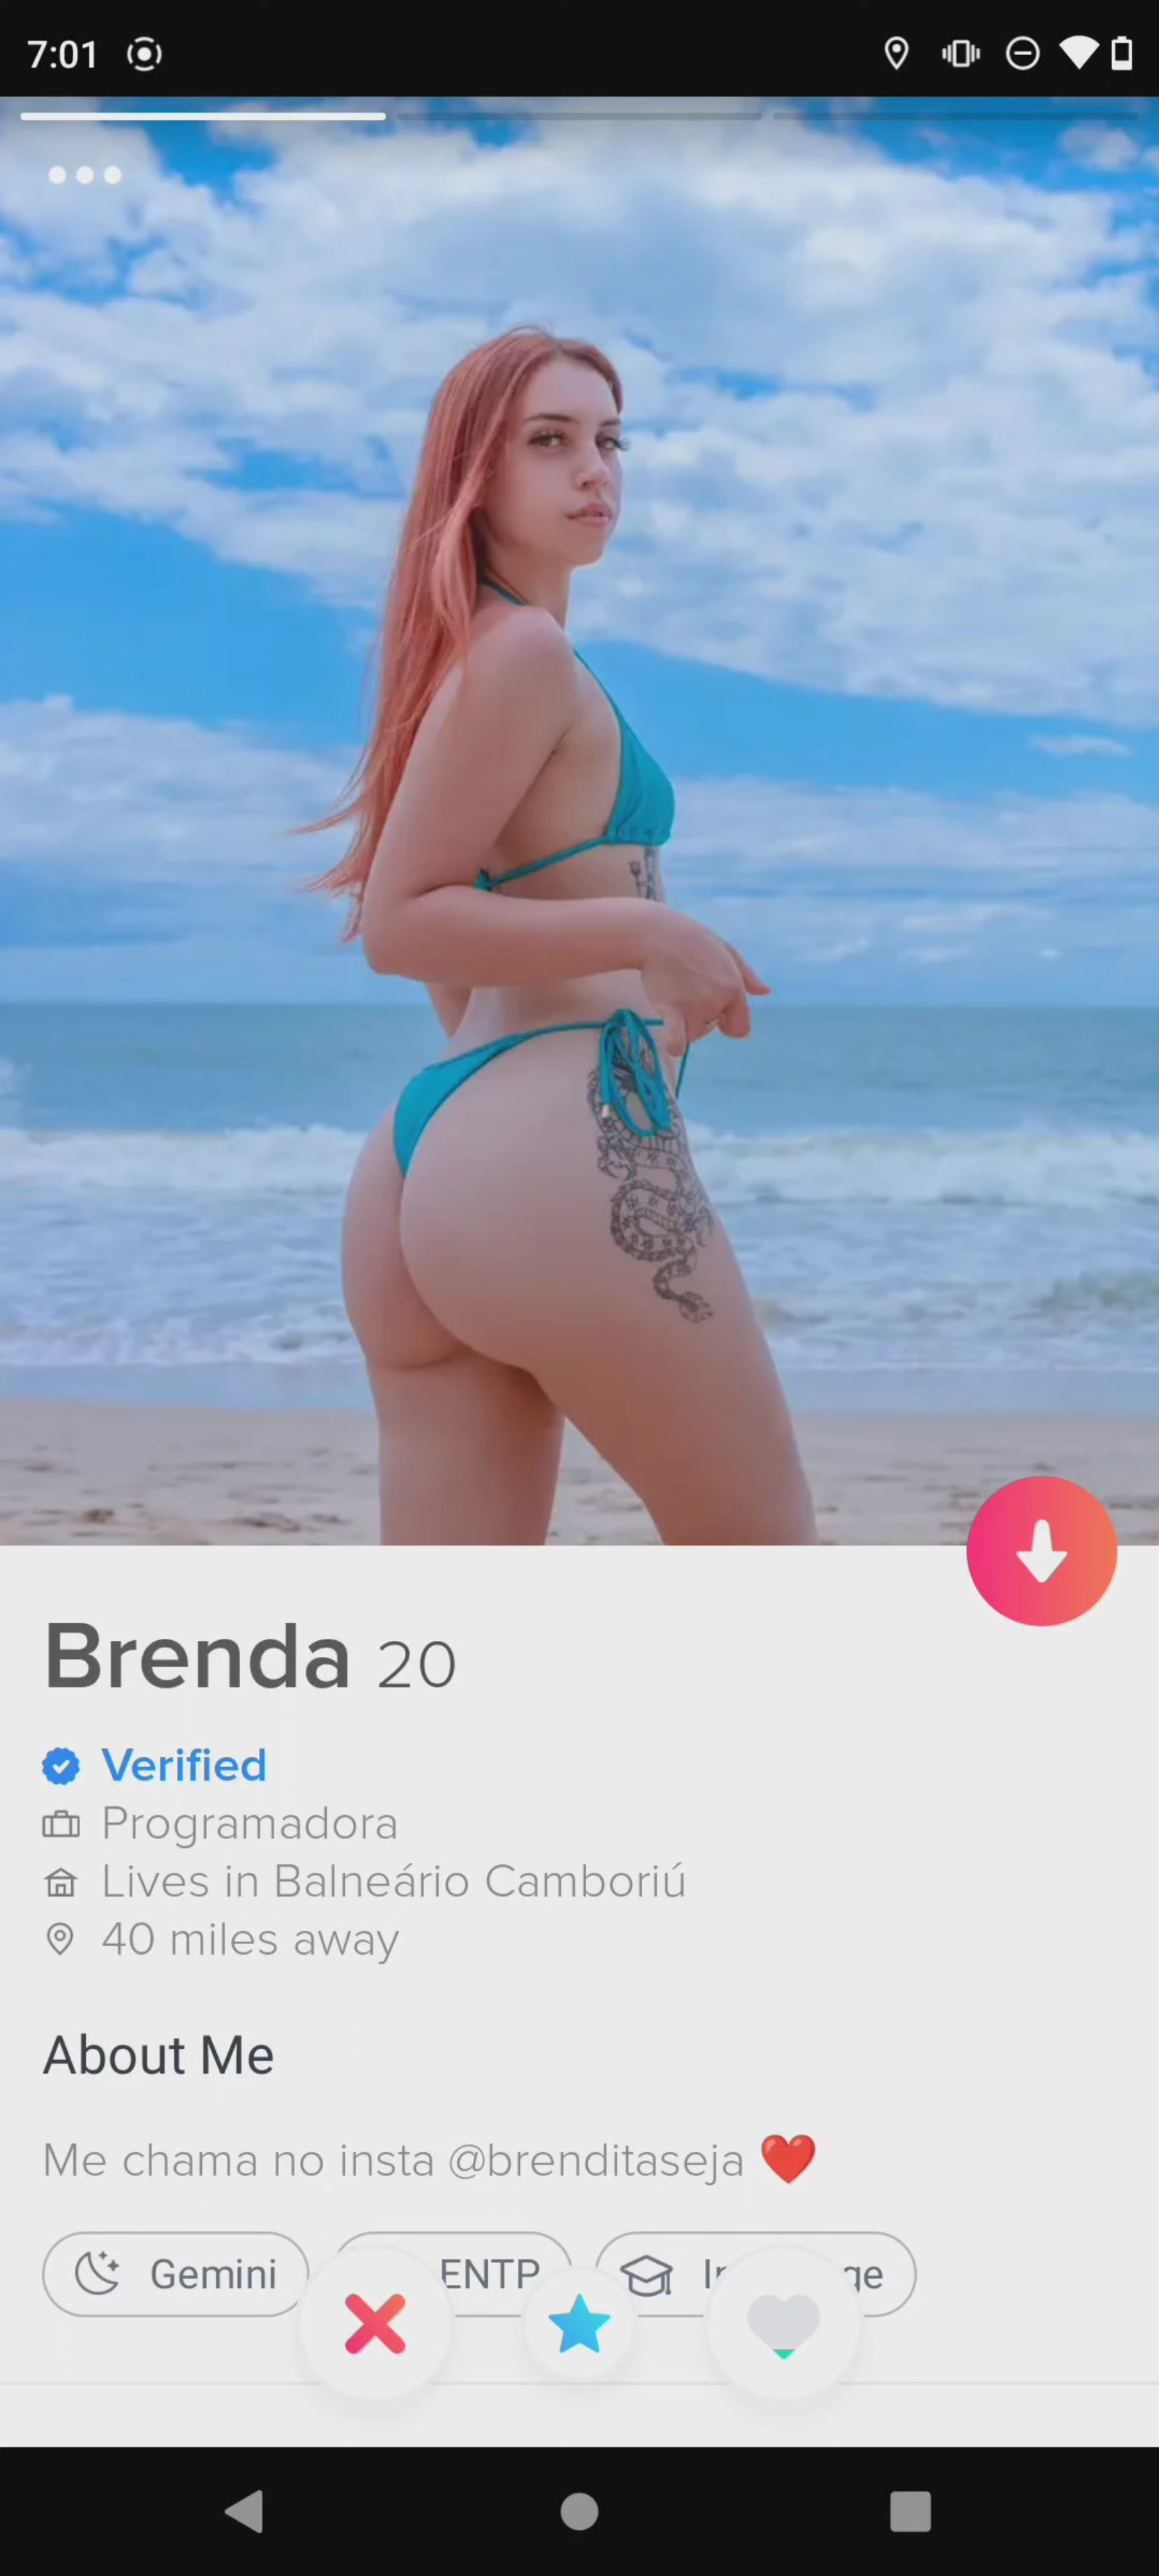 7:01
Brenda 20
Verified
Programadora
Lives in Balneário Camboriú
40 miles away
About Me
Me chama no insta @brenditaseja ❤️
Gemini ENTP